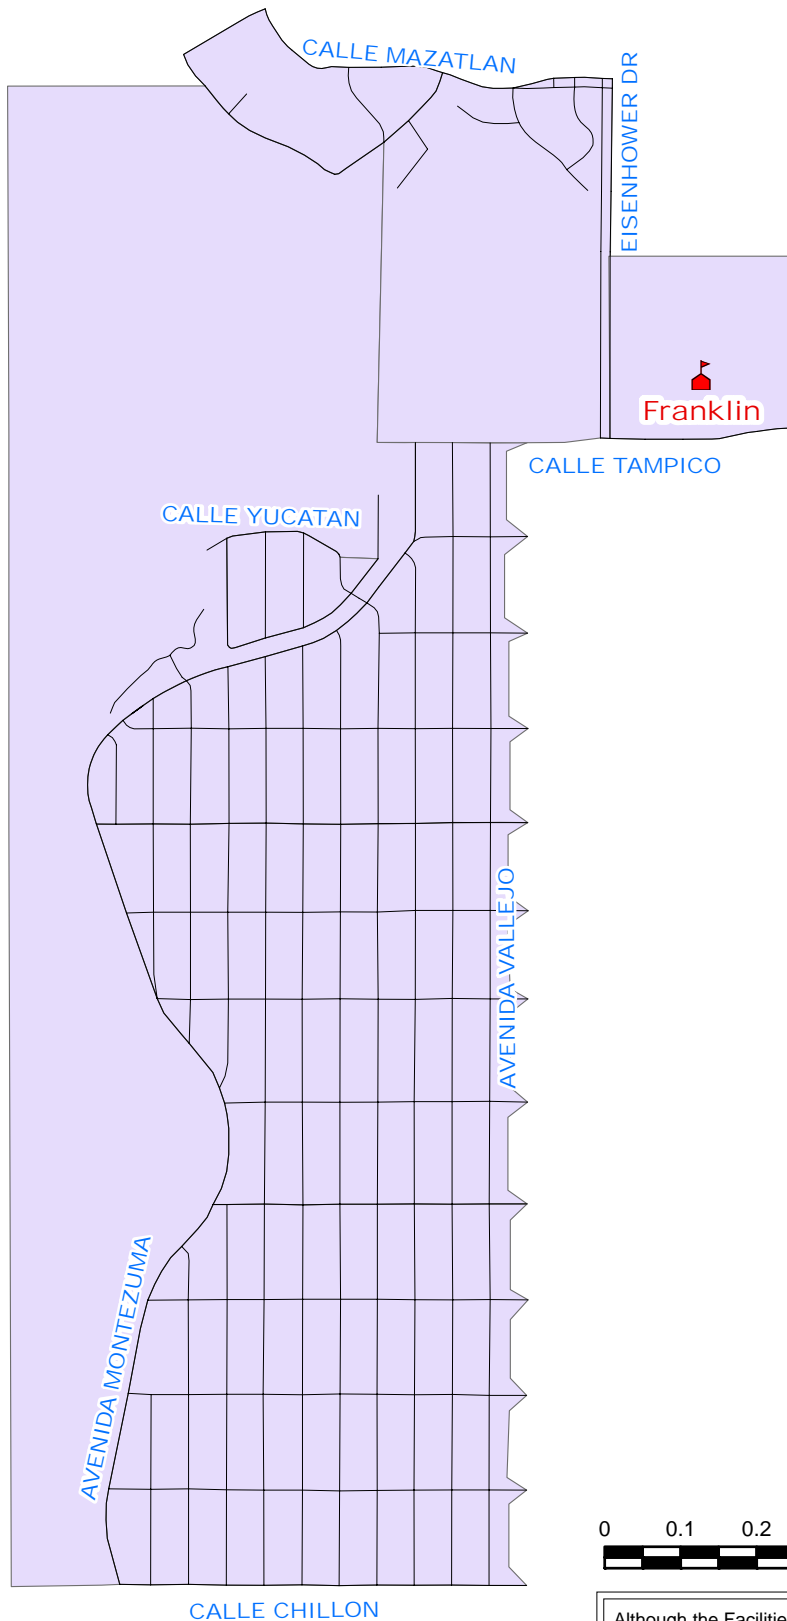 CALLE MAZATLAN
EISENHOWER DR
Franklin
CALLE TAMPICO
CALLE YUCATAN
AVENIDA VALLEJO
AVENIDA MONTEZUMA
0 0.1 0.2
CALLE CHILLON
Although the Facilities